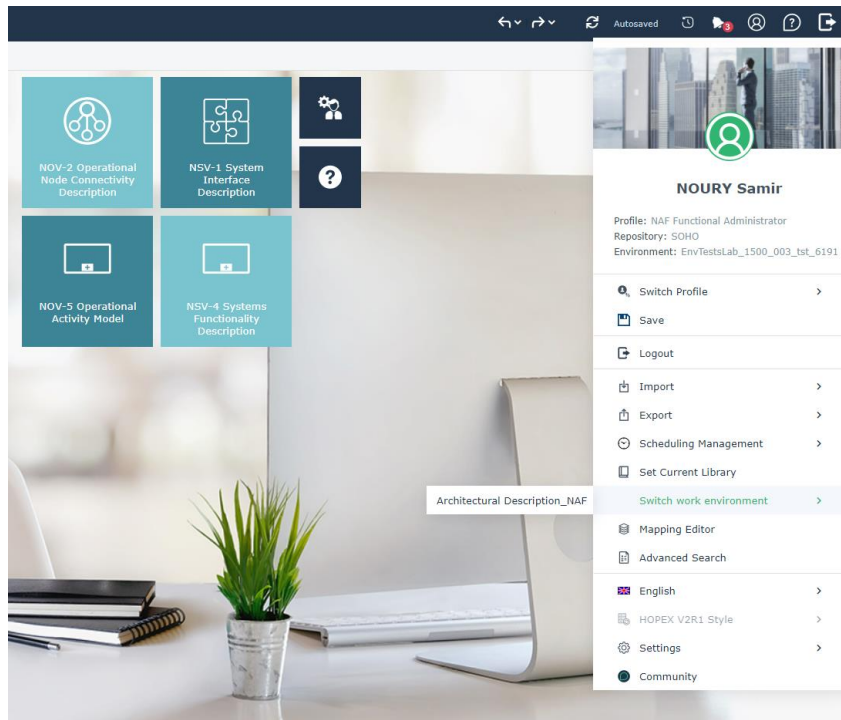 Autosaved
3
NOV-2 Operational
Node Connectivity
Description
NSV-1 System
Interface
Description
?
NOV-5 Operational
Activity Model
NSV-4 Systems
Functionality
Description
NOURY Samir
Profile: NAF Functional Administrator
Repository: SOHO
Environment: EnvTestsLab_1500_003_tst_6191
Switch Profile
Save
Logout
Import
Export
Scheduling Management
Set Current Library
Architectural Description_NAF
Switch work environment
Mapping Editor
Advanced Search
English
HOPEX V2R1 Style
Settings
Community